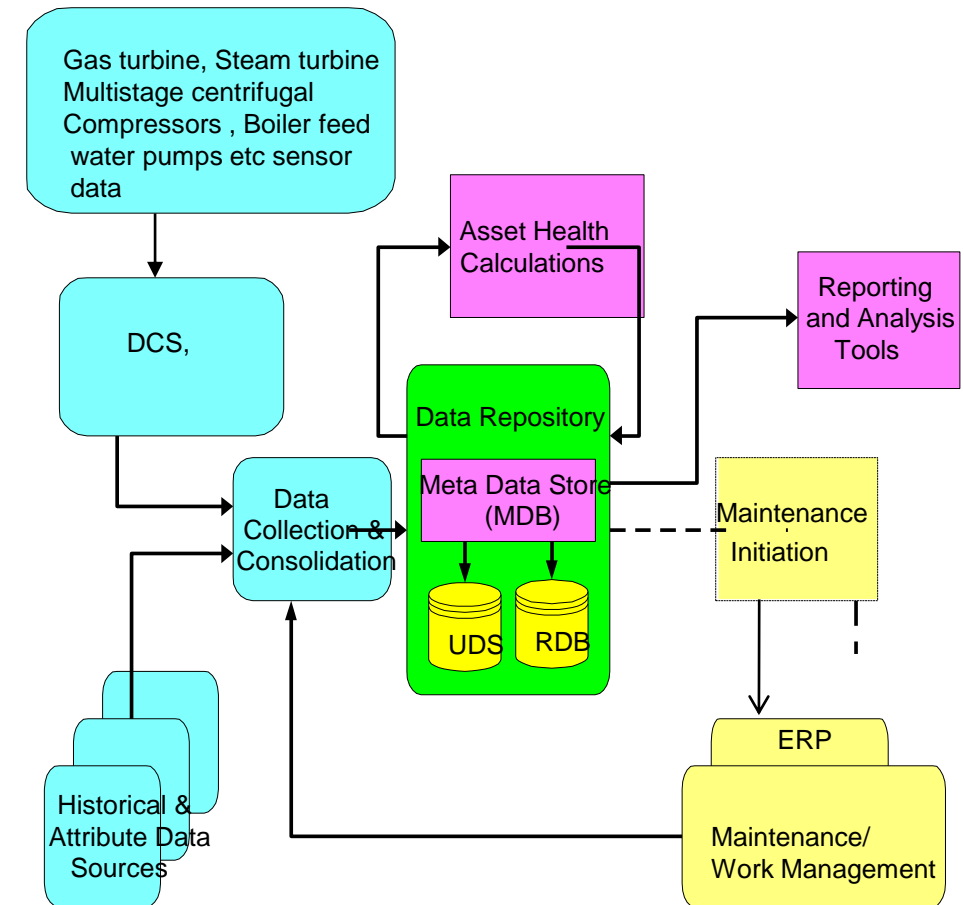 Gas turbine, Steam turbine
Multistage centrifugal
Compressors , Boiler feed
water pumps etc sensor
data
Asset Health
Calculations
Reporting
and Analysis
Tools
DCS,
Data Repository
Meta Data Store
(MDB)
Data
Collection &
Consolidation
Maintenance
Initiation
UDS
RDB
ERP
Historical &
Attribute Data
Sources
Maintenance/
Work Management